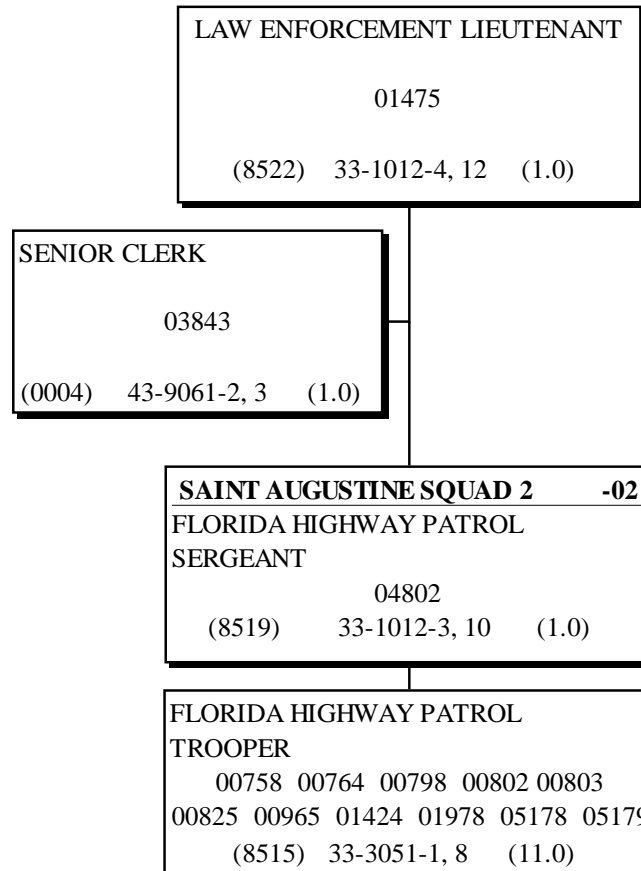 LAW ENFORCEMENT LIEUTENANT
01475
(8522) 33-1012-4, 12 (1.0)
SENIOR CLERK
03843
(0004) 43-9061-2, 3 (1.0)
SAINT AUGUSTINE SQUAD 2 -02
FLORIDA HIGHWAY PATROL
SERGEANT
04802
(8519) 33-1012-3, 10 (1.0)
FLORIDA HIGHWAY PATROL
TROOPER
00758 00764 00798 00802 00803
00825 00965 01424 01978 05178 05179
(8515) 33-3051-1, 8 (11.0)